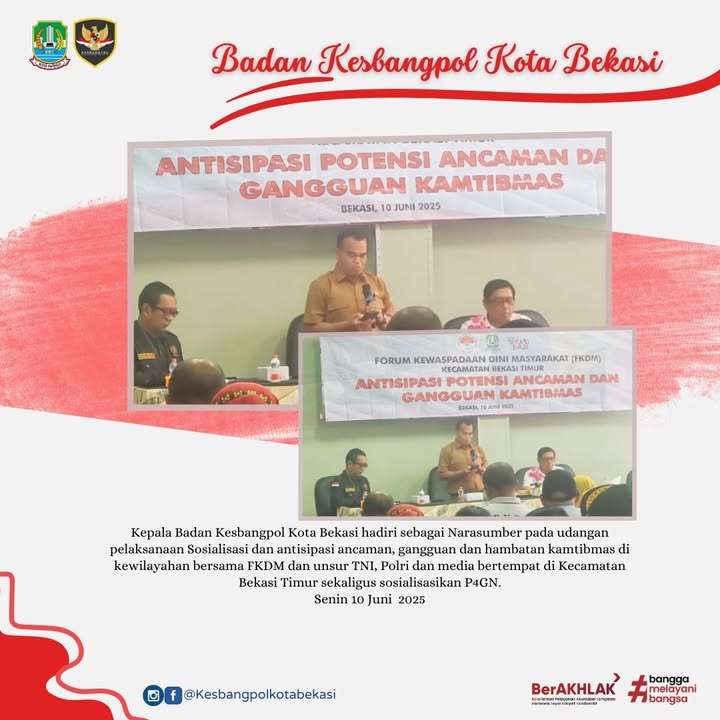 Badan Kesbangpol Kota Bekasi
ANTISIPASI POTENSI ANCAMAN DA
GANGGUAN KAMTIBMAS
BEKASI, 10 JUNI 2025
FORUM KEWASPADAAN DINI MASYARAKAT (FKDM)
KECAMATAN BEKASI TIMUR
ANTISIPASI POTENSI ANCAMAN DAN
GANGGUAN KAMTIBMAS
BEKASI, 10 JUNI 2025
Kepala Badan Kesbangpol Kota Bekasi hadiri sebagai Narasumber pada udangan
pelaksanaan Sosialisasi dan antisipasi ancaman, gangguan dan hambatan kamtibmas di
kewilayahan bersama FKDM dan unsur TNI, Polri dan media bertempat di Kecamatan
Bekasi Timur sekaligus sosialisasikan P4GN.
Senin 10 Juni 2025
@Kesbangpolkotabekasi
BerAKHLAK
#bangga
melayani
bangsa